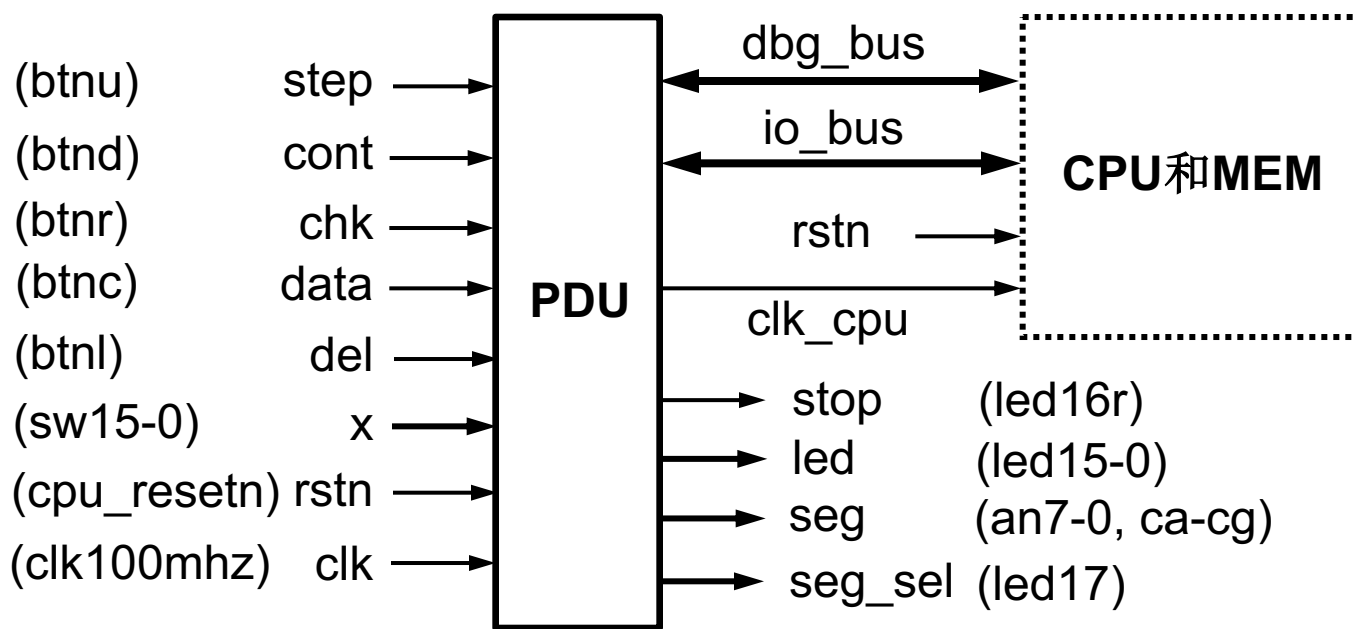 (btnu) step
(btnd) cont
(btnr) chk
(btnc) data
(btnl) del
(sw15-0) x
(cpu_resetn) rstn
(clk100mhz) clk
PDU
dbg_bus
io_bus
rstn
clk_cpu
CPU和MEM
stop (led16r)
led (led15-0)
seg (an7-0, ca-cg)
seg_sel (led17)